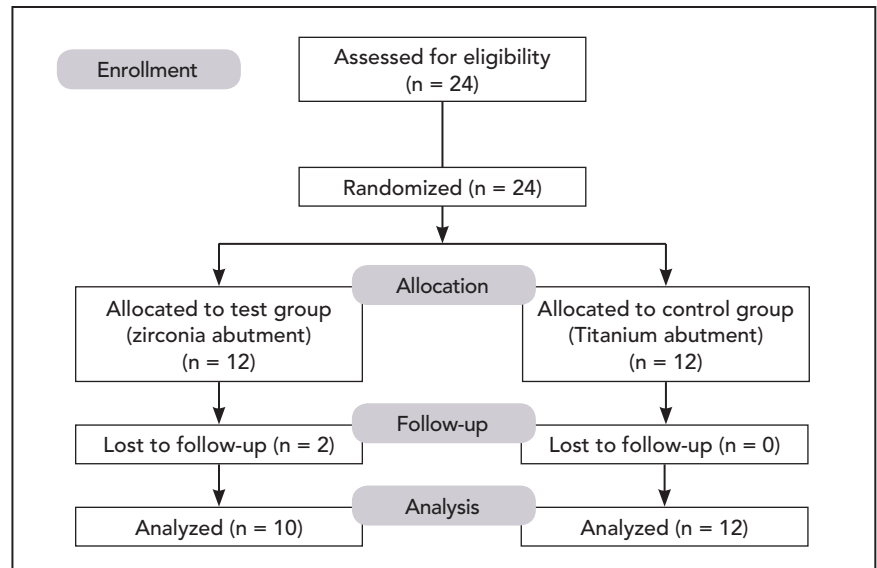 Enrollment
Assessed for eligibility
(n = 24)
Randomized (n = 24)
Allocation
Allocated to test group
(zirconia abutment)
(n = 12)
Allocated to control group
(Titanium abutment)
(n = 12)
Follow-up
Lost to follow-up (n = 2)
Lost to follow-up (n = 0)
Analysis
Analyzed (n = 10)
Analyzed (n = 12)